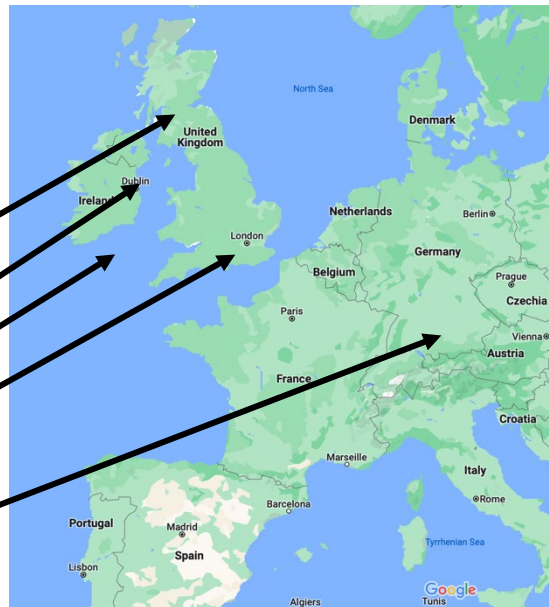 North Sea
Denmark
United
Kingdom
Dublin
Ireland
Netherlands
Berlin
London
Germany
Belgium
Prague
Czechia
Paris
Vienna
Austria
France
Croatia
Marseille
Italy
Barcelona
Rome
Portugal
Madrid
Spain
Tyrrhenian Sea
Lisbon
Google
Algiers
Tunis